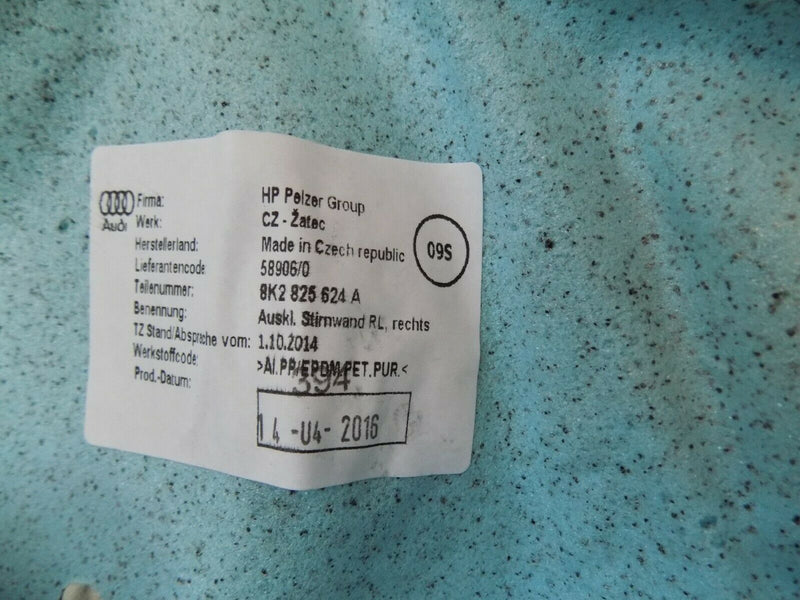 Audi
Firma: HP Pelzer Group
Werk: CZ - Žatec
Herstellerland: Made in Czech republic
09S
Lieferantencode 58906/0
Teilenummer: 8K2 825 624 A
Benennung: Auskl. Stirnwand RL, rechts
TZ Stand/Absprache vom: 1.10.2014
Werkstoffcode: >AI.PP/EPDM.PET.PUR.<
394
Prod.-Datum:
14 -04- 2016